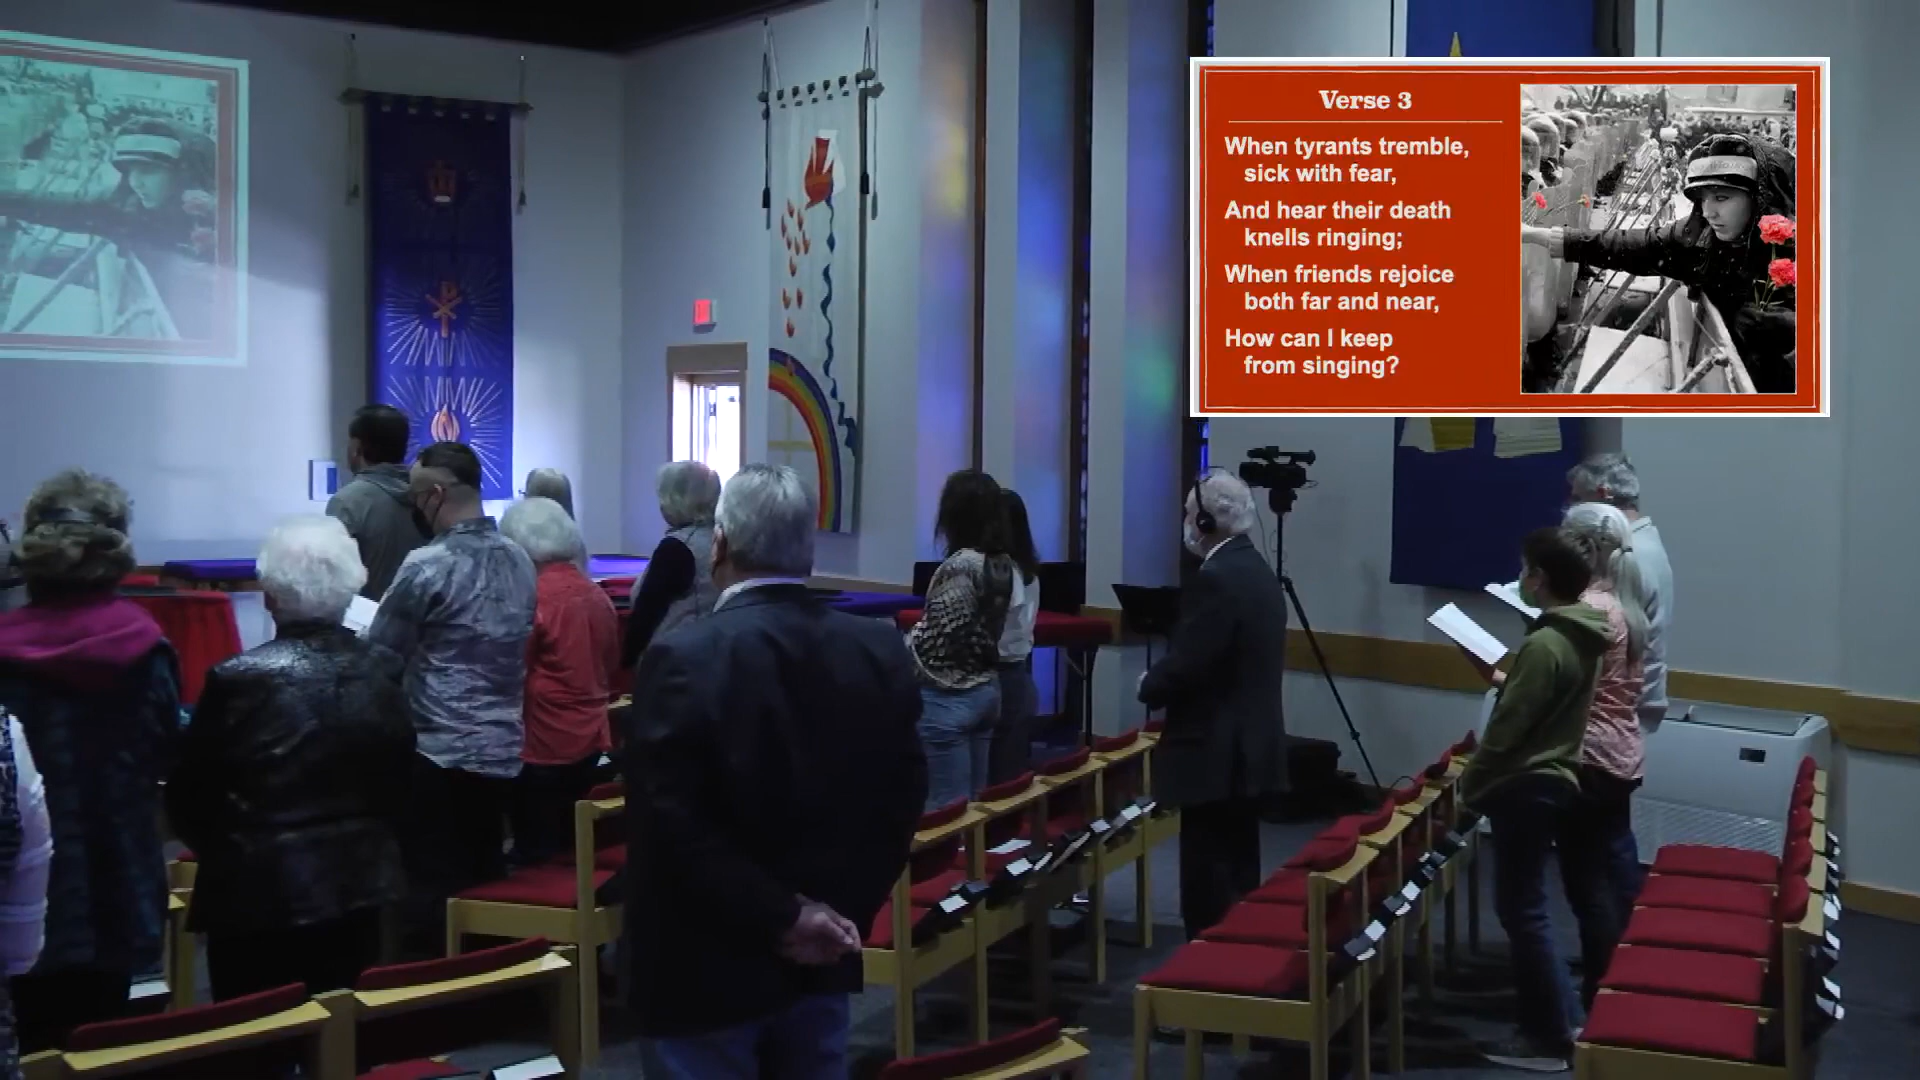 Verse 3
When tyrants tremble,
sick with fear,
And hear their death
knells ringing;
When friends rejoice
both far and near,
How can I keep
from singing?